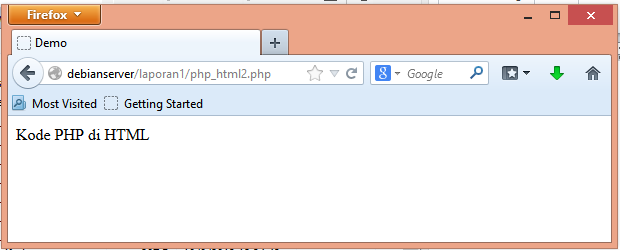 Firefox
Demo
debianserver/laporan1/php_html2.php
Google
Most Visited
Getting Started
Kode PHP di HTML